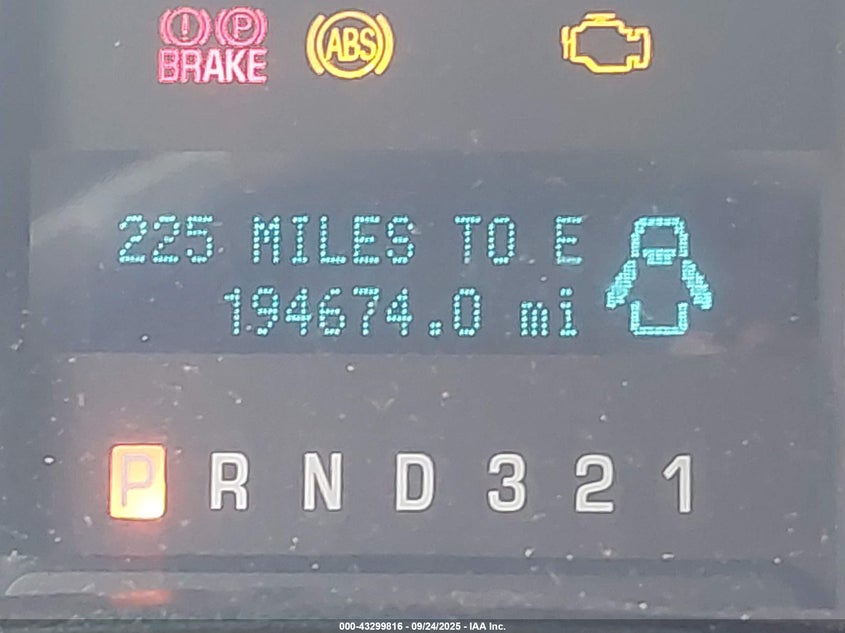 (!) (P)
BRAKE
ABS
225 MILES TO E
194674.0 mi
P R N D 3 2 1
000-43299816 - 09/24/2025 - IAA Inc.